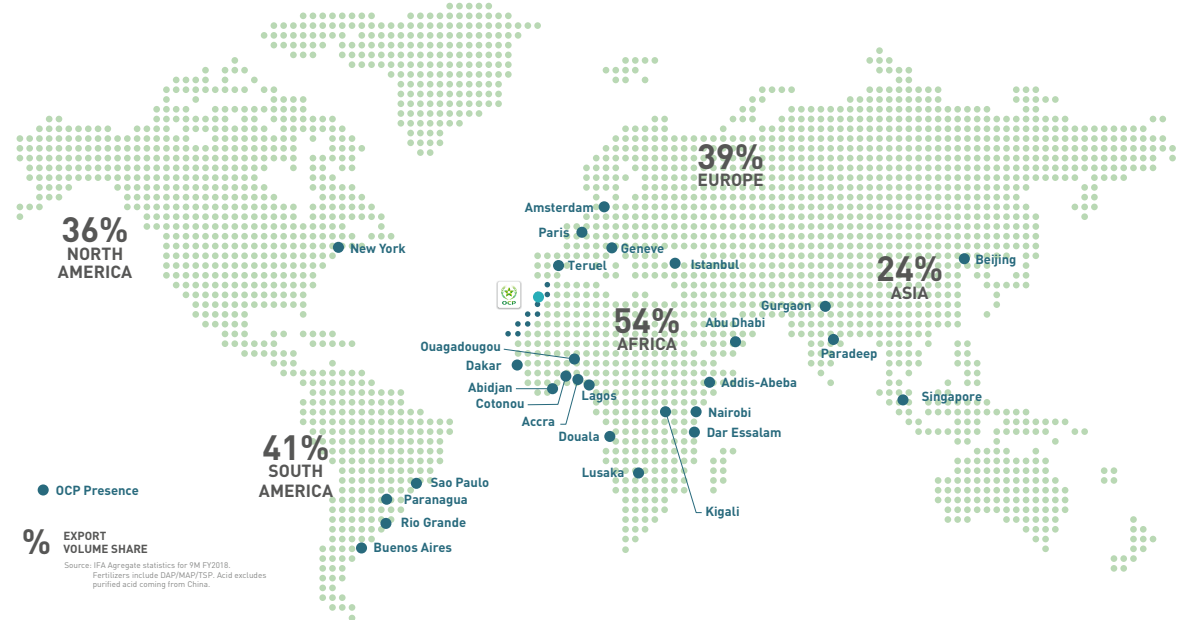 39%
EUROPE
Amsterdam
36%
NORTH
AMERICA
Paris
New York
Geneve
Teruel
Istanbul
24%
ASIA
Beijing
OCP
Gurgaon
54%
AFRICA
Abu Dhabi
Ouagadougou
Paradeep
Dakar
Abidjan
Addis-Abeba
Cotonou
Lagos
Singapore
Accra
Nairobi
Douala
Dar Essalam
41%
SOUTH
AMERICA
Lusaka
Sao Paulo
OCP Presence
Paranagua
Kigali
Rio Grande
% EXPORT
VOLUME SHARE
Buenos Aires
Source: IFA Agregate statistics for 9M FY2018.
Fertilizers include DAP/MAP/TSP. Acid excludes
purified acid coming from China.